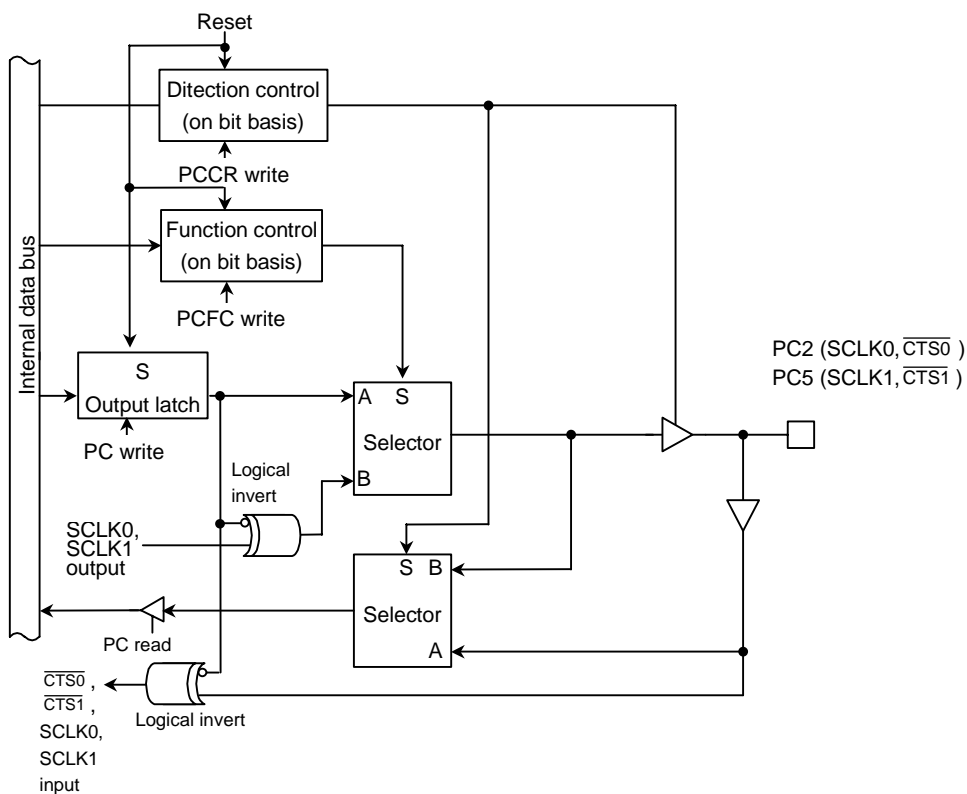 Reset
Ditection control
(on bit basis)
PCCR write
Function control
(on bit basis)
PCFC write
Internal data bus
S
Output latch
PC write
A S
Selector
B
PC2 (SCLK0, CTS0 )
PC5 (SCLK1, CTS1 )
Logical
invert
SCLK0,
SCLK1
output
S B
Selector
A
PC read
CTS0 ,
CTS1 ,
SCLK0,
SCLK1
input
Logical invert